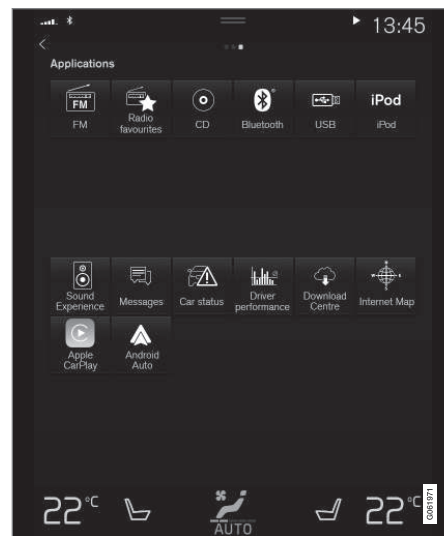 13:45
Applications
FM
iPod
FM
Radio
favourites
CD
Bluetooth
USB
iPod
Sound
Experience
Messages
Car status
Driver
performance
Download
Centre
Internet Map
Apple
CarPlay
Android
Auto
22°C
AUTO
22°C
G061971